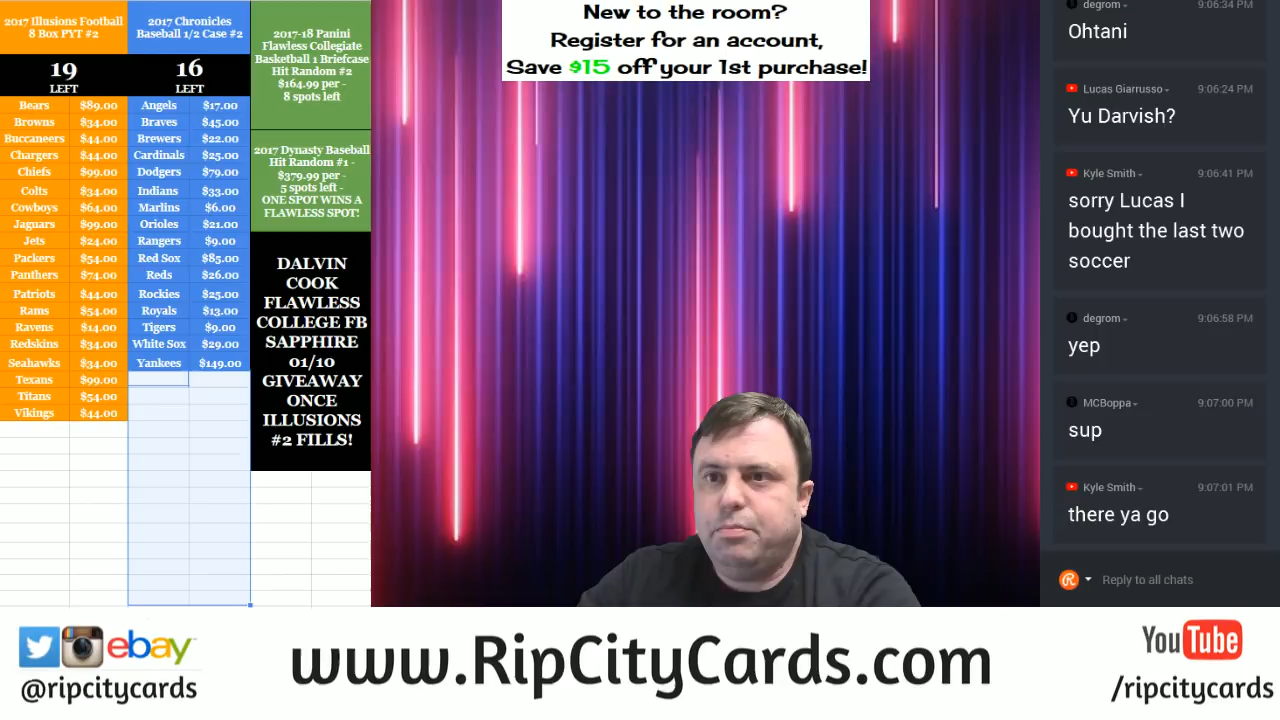 2017 Illusions Football
8 Box PYT #2
19
LEFT
Bears $89.00
Browns $34.00
Buccaneers $44.00
Chargers $44.00
Chiefs $99.00
Colts $34.00
Cowboys $64.00
Jaguars $99.00
Jets $24.00
Packers $54.00
Panthers $74.00
Patriots $44.00
Rams $54.00
Ravens $14.00
Redskins $34.00
Seahawks $34.00
Texans $99.00
Titans $54.00
Vikings $44.00
2017 Chronicles
Baseball 1/2 Case #2
16
LEFT
Angels $17.00
Braves $45.00
Brewers $22.00
Cardinals $25.00
Dodgers $79.00
Indians $33.00
Marlins $6.00
Orioles $21.00
Rangers $9.00
Red Sox $85.00
Reds $26.00
Rockies $25.00
Royals $13.00
Tigers $9.00
White Sox $29.00
Yankees $149.00
2017-18 Panini
Flawless Collegiate
Basketball 1 Briefcase
Hit Random #2
$164.99 per -
8 spots left
2017 Dynasty Baseball
Hit Random #1 -
$379.99 per -
5 spots left -
ONE SPOT WINS A
FLAWLESS SPOT!
DALVIN
COOK
FLAWLESS
COLLEGE FB
SAPPHIRE
01/10
GIVEAWAY
ONCE
ILLUSIONS
#2 FILLS!
New to the room?
Register for an account,
Save $15 off your 1st purchase!
degrom 9:06:34 PM
Ohtani
Lucas Giarrusso 9:06:24 PM
Yu Darvish?
Kyle Smith 9:06:41 PM
sorry Lucas I
bought the last two
soccer
degrom 9:06:58 PM
yep
MCBoppa 9:07:00 PM
sup
Kyle Smith 9:07:01 PM
there ya go
Reply to all chats
ebay
@ripcitycards
www.RipCityCards.com
YouTube
/ripcitycards